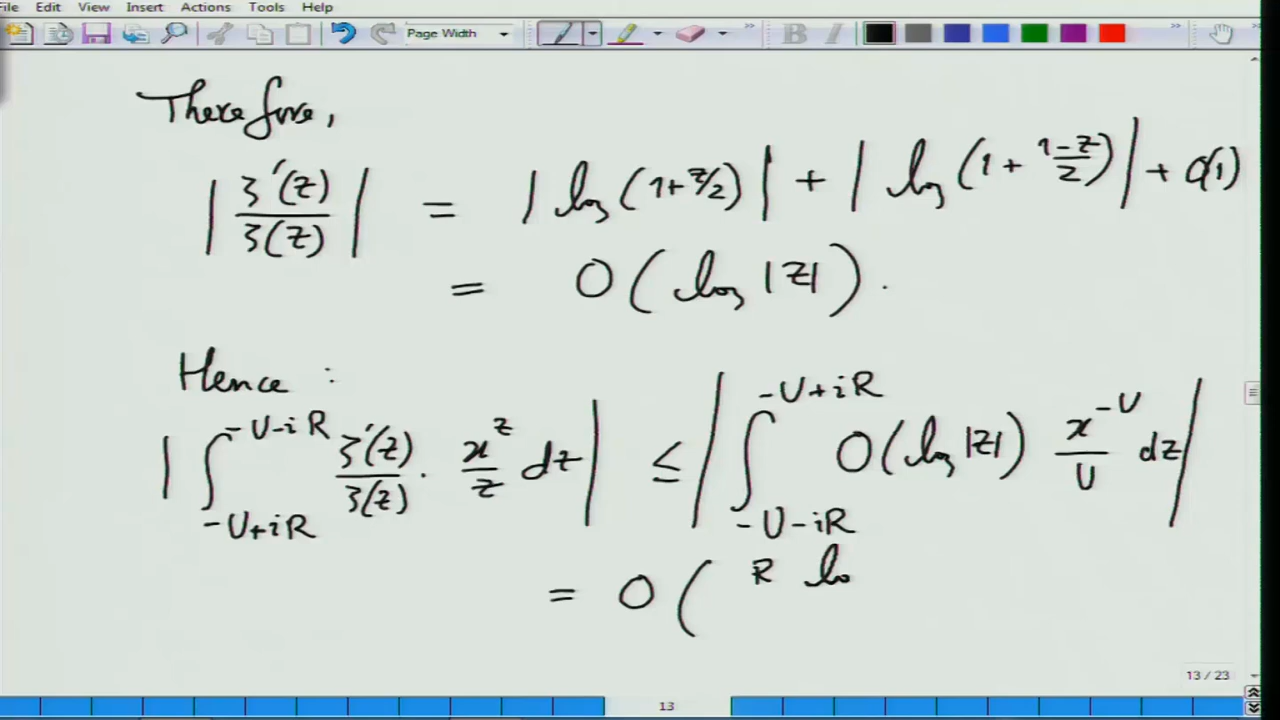 File Edit View Insert Actions Tools Help
Page Width
Therefore,
|ζ'(z)/ζ(z)| = |log(1+z/2)| + |log(1+(1-z)/2)| + O(1)
= O(log|z|).
Hence :
|∫_{-U+iR}^{-U-iR} ζ'(z)/ζ(z) · x^z/z dz| ≤ |∫_{-U-iR}^{-U+iR} O(log|z|) x^{-U}/U dz|
= O( R lo
13 / 23
13